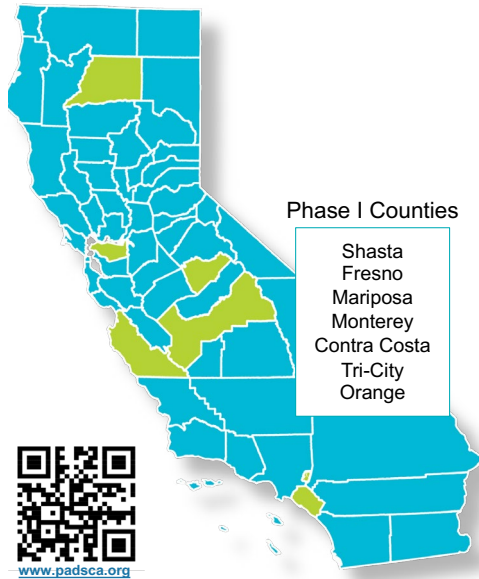 Phase I Counties
Shasta
Fresno
Mariposa
Monterey
Contra Costa
Tri-City
Orange
www.padsca.org